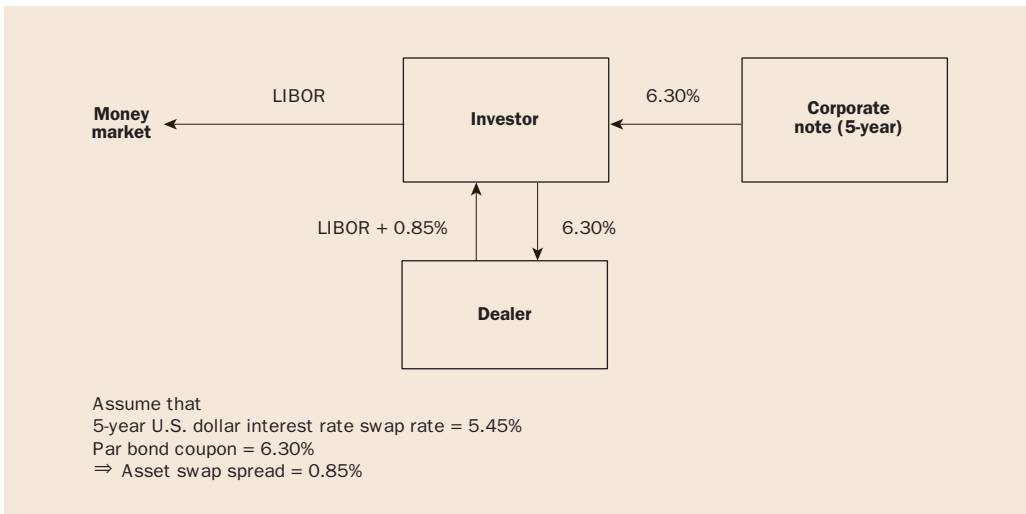 LIBOR
6.30%
Money
market
Investor
Corporate
note (5-year)
LIBOR + 0.85%
6.30%
Dealer
Assume that
5-year U.S. dollar interest rate swap rate = 5.45%
Par bond coupon = 6.30%
⇒ Asset swap spread = 0.85%